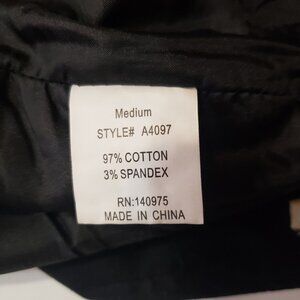 Medium
STYLE# A4097
97% COTTON
3% SPANDEX
RN:140975
MADE IN CHINA